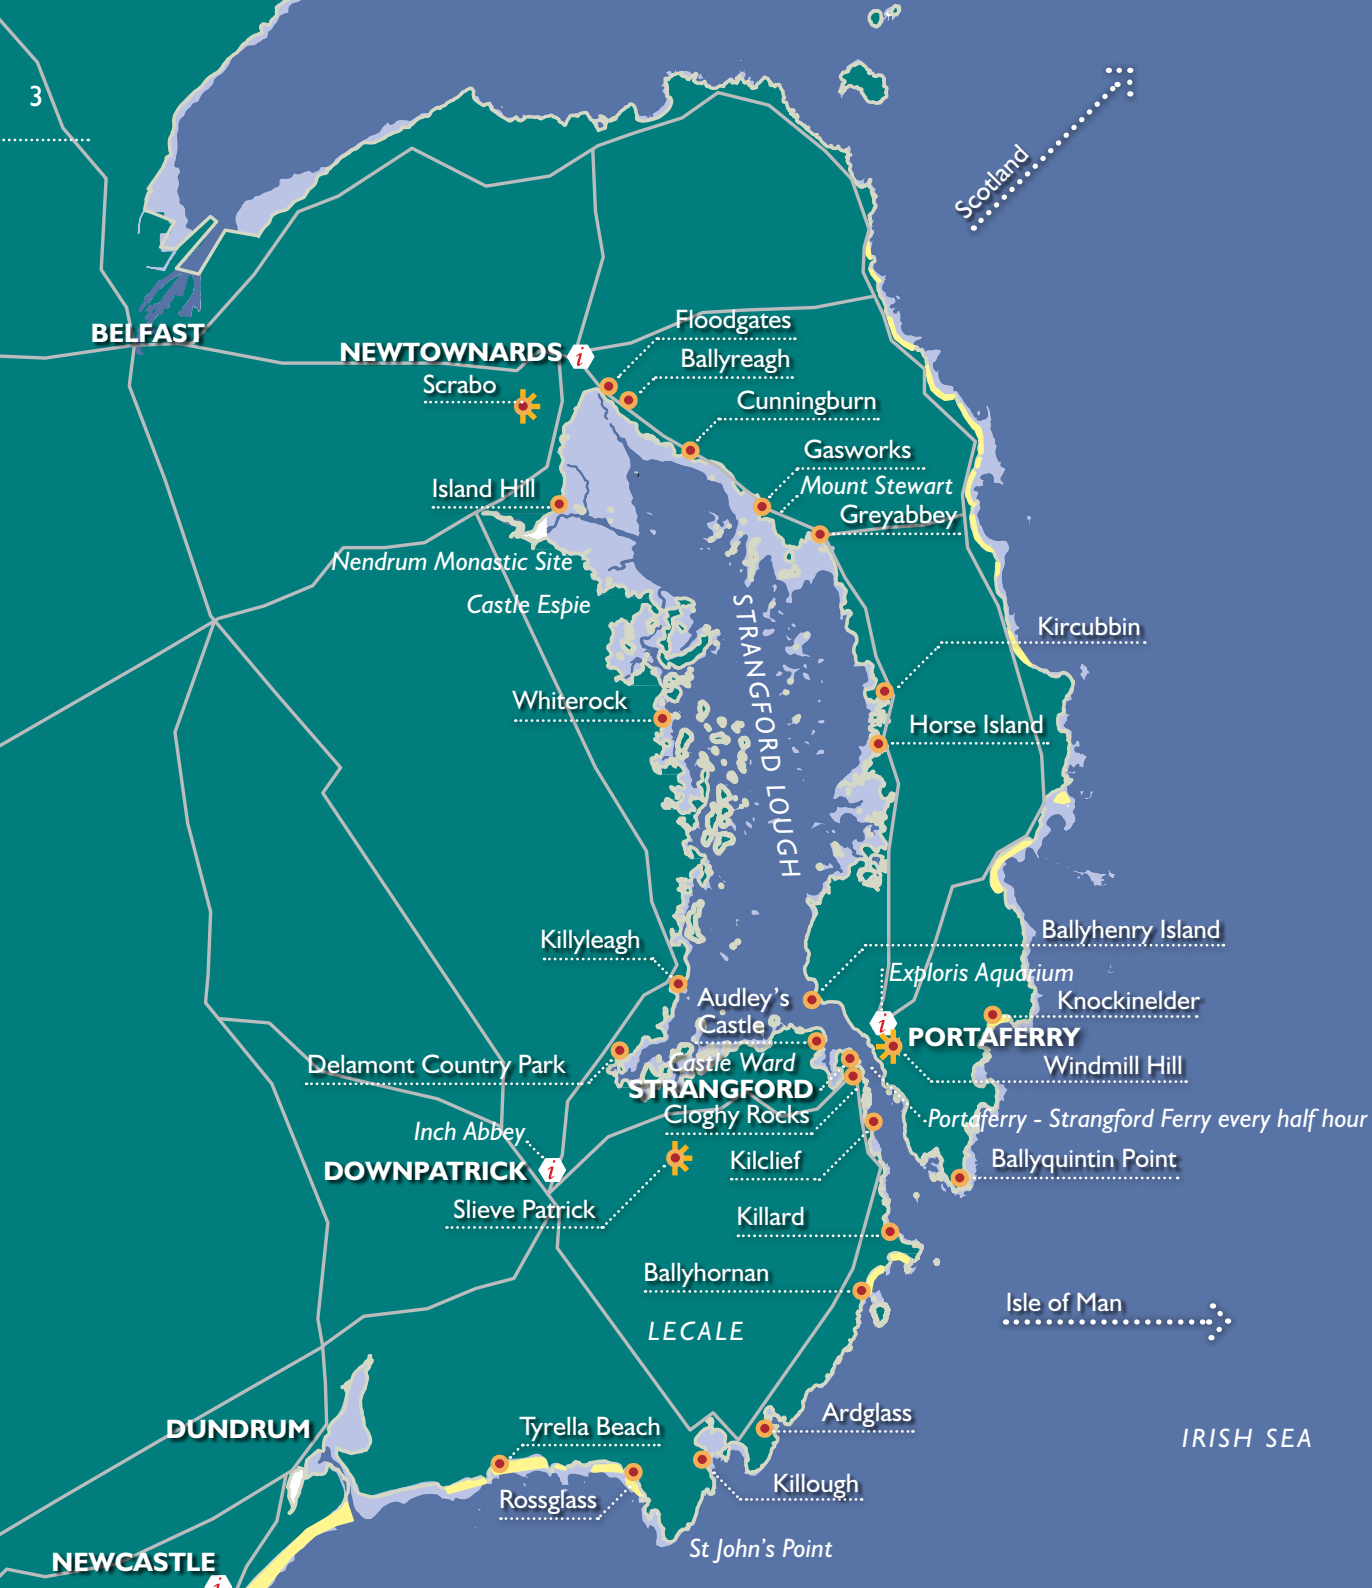 3
Scotland
BELFAST
Floodgates
NEWTOWNARDS
i
Ballyreagh
Scrabo
Cunningburn
Gasworks
Mount Stewart
Island Hill
Greyabbey
Nendrum Monastic Site
Castle Espie
STRANGFORD LOUGH
Kircubbin
Whiterock
Horse Island
Killyleagh
Ballyhenry Island
Exploris Aquarium
Audley's
Castle
Knockinelder
i
PORTAFERRY
Delamont Country Park
Castle Ward
Windmill Hill
STRANGFORD
Cloghy Rocks
Portaferry - Strangford Ferry every half hour
Inch Abbey
Kilclief
Ballyquintin Point
DOWNPATRICK
i
Slieve Patrick
Killard
Ballyhornan
Isle of Man
LECALE
Ardglass
DUNDRUM
Tyrella Beach
IRISH SEA
Killough
Rossglass
St John's Point
NEWCASTLE
i